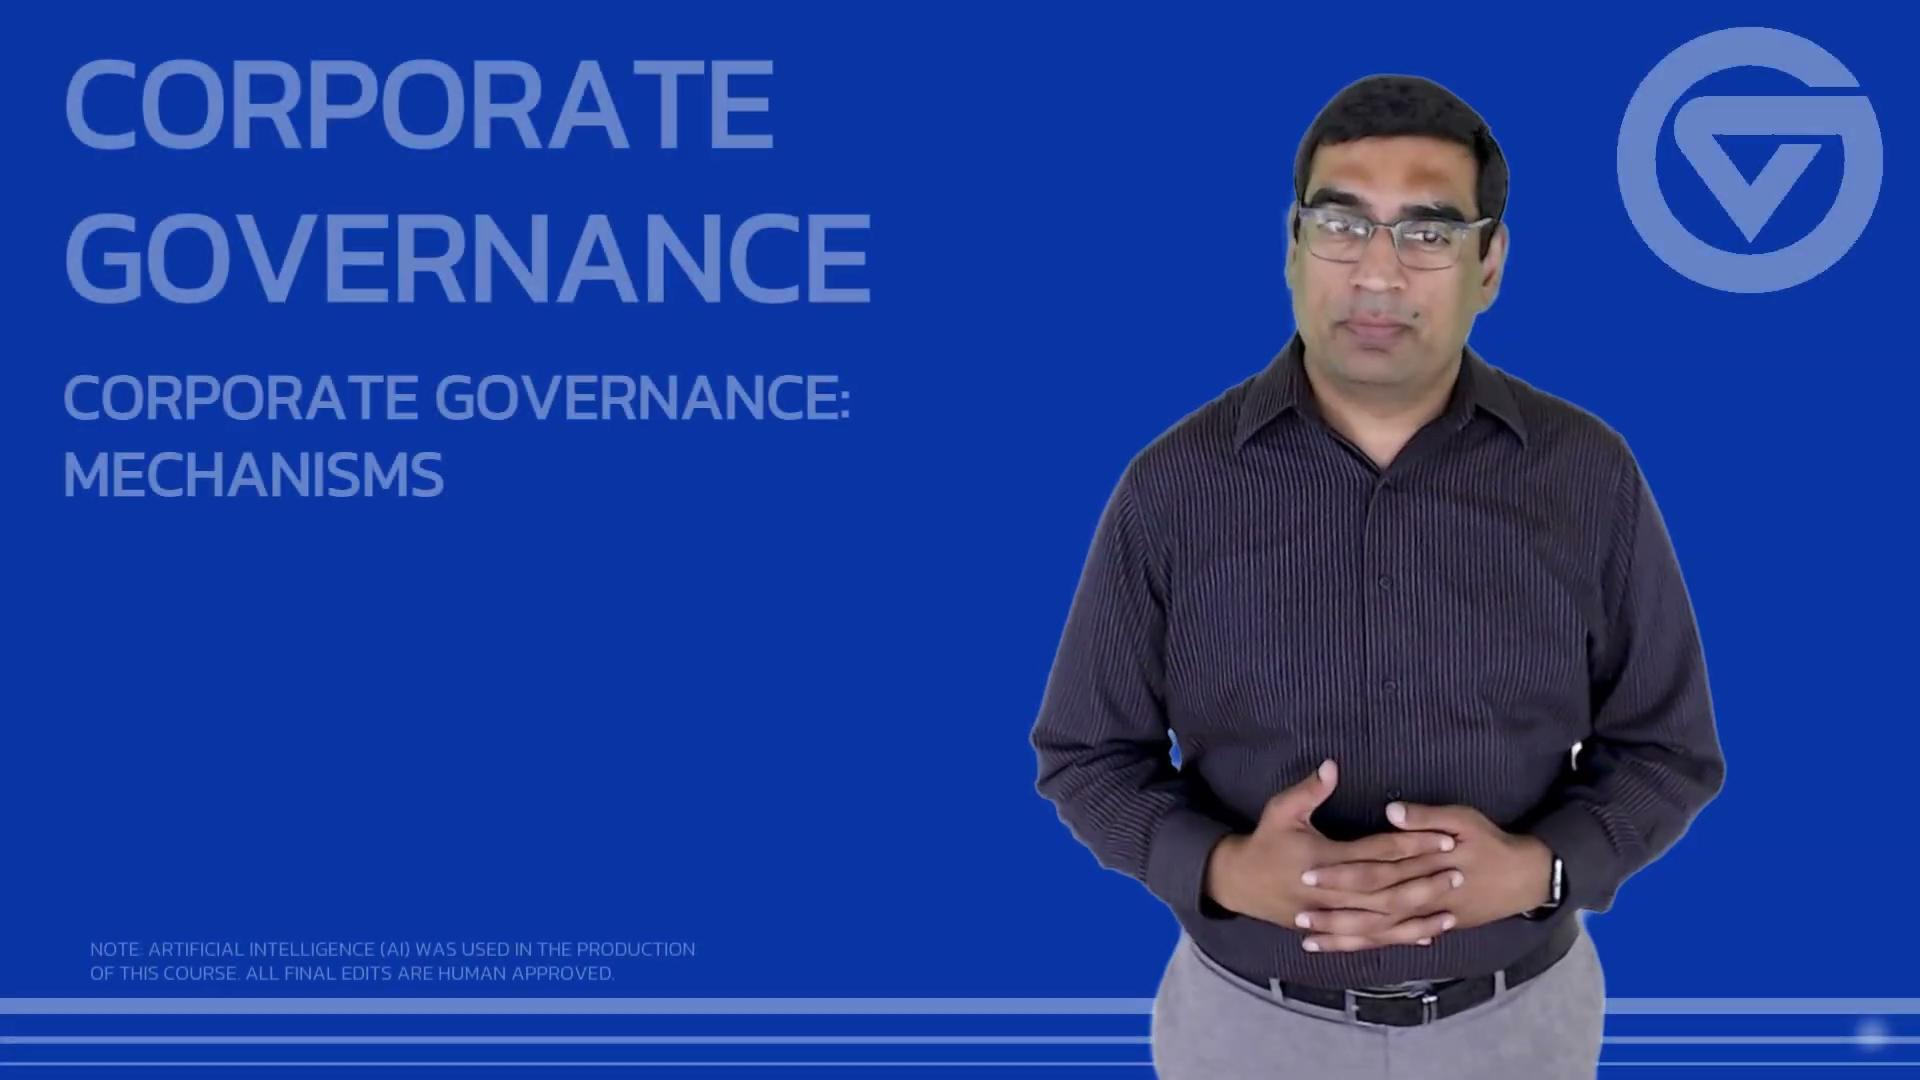 CORPORATE
GOVERNANCE
CORPORATE GOVERNANCE:
MECHANISMS
NOTE: ARTIFICIAL INTELLIGENCE (AI) WAS USED IN THE PRODUCTION
OF THIS COURSE. ALL FINAL EDITS ARE HUMAN APPROVED.